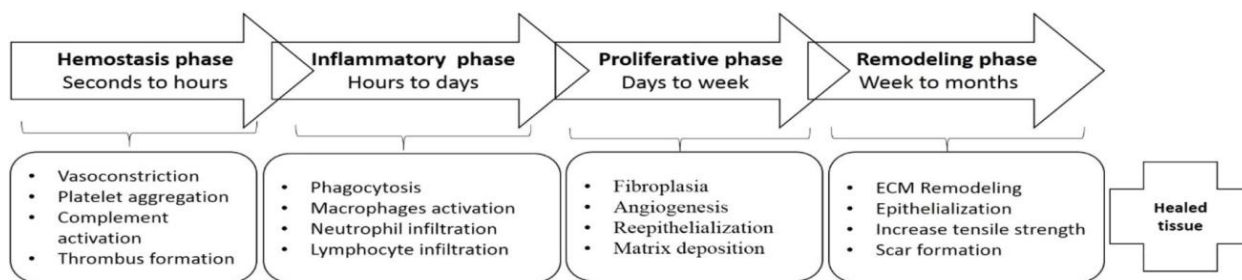 Hemostasis phase
Seconds to hours
Inflammatory phase
Hours to days
Proliferative phase
Days to week
Remodeling phase
Week to months
• Vasoconstriction
• Platelet aggregation
• Complement
activation
• Thrombus formation
• Phagocytosis
• Macrophages activation
• Neutrophil infiltration
• Lymphocyte infiltration
• Fibroplasia
• Angiogenesis
• Reepithelialization
• Matrix deposition
• ECM Remodeling
• Epithelialization
• Increase tensile strength
• Scar formation
Healed
tissue